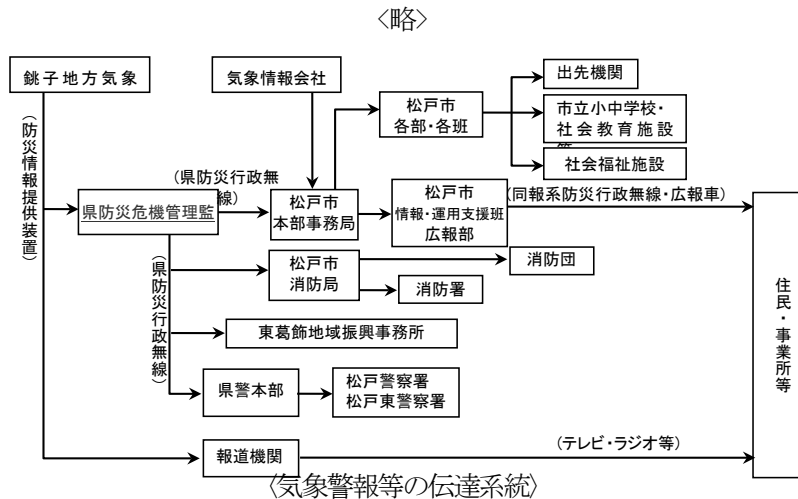 〈略〉
銚子地方気象
気象情報会社
出先機関
松戸市
各部・各班
市立小中学校・
社会教育施設
等
社会福祉施設
（防災情報提供装置）
（県防災行政無
線）
県防災危機管理監
松戸市
本部事務局
松戸市
情報・運用支援班
広報部
（同報系防災行政無線・広報車）
松戸市
消防局
消防団
消防署
（県防災行政無線）
東葛飾地域振興事務所
県警本部
松戸警察署
松戸東警察署
住民・事業所等
報道機関
（テレビ・ラジオ等）
〈気象警報等の伝達系統〉